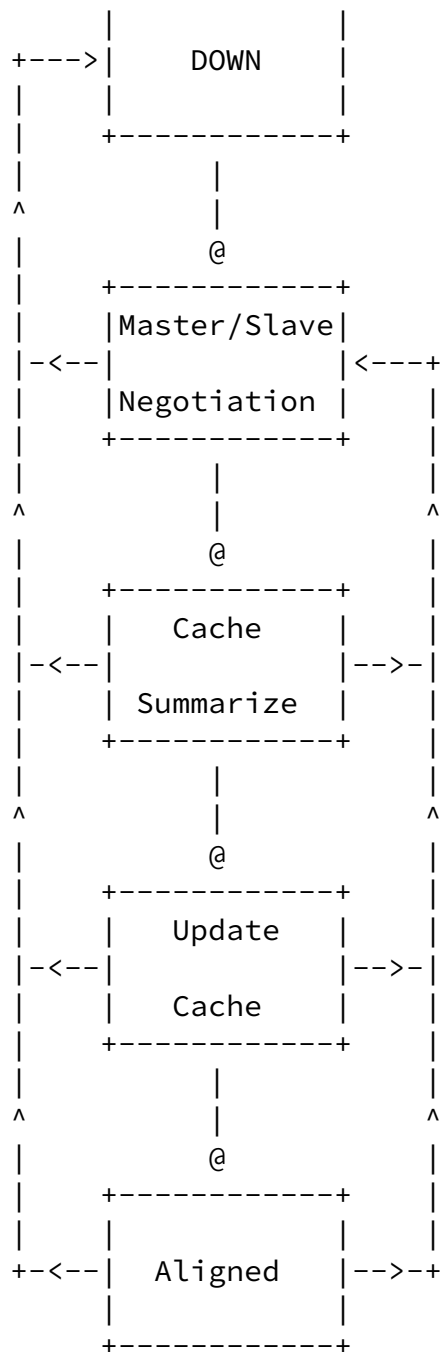 DOWN
@
Master/Slave
Negotiation
@
Cache
Summarize
@
Update
Cache
@
Aligned